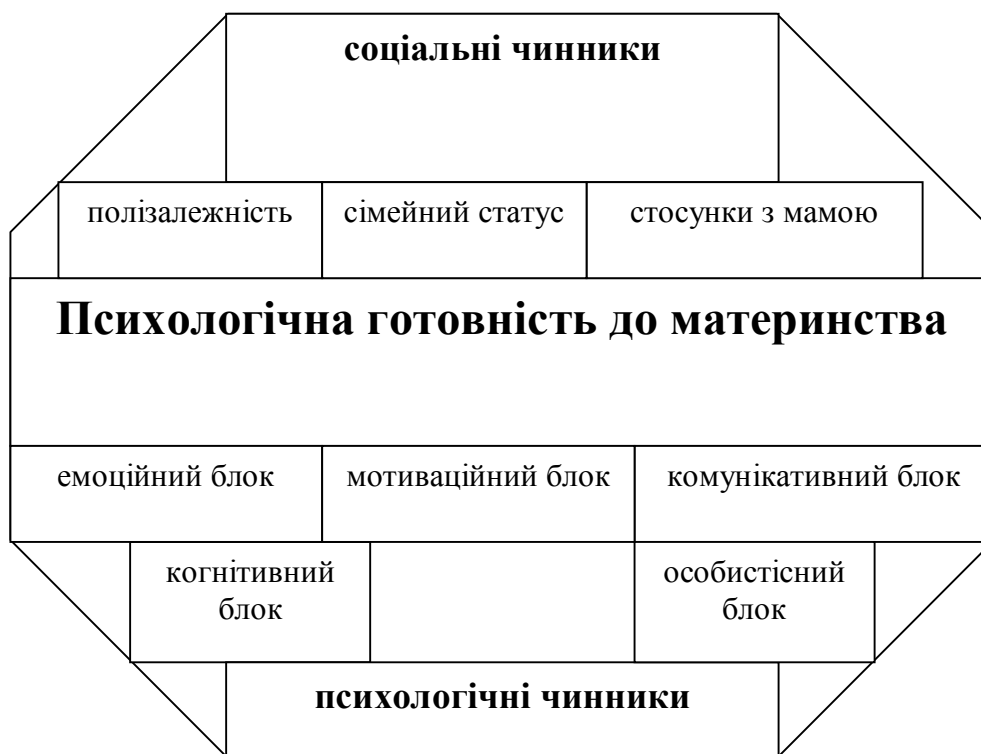 соціальні чинники
полізалежність
сімейний статус
стосунки з мамою
Психологічна готовність до материнства
емоційний блок
мотиваційний блок
комунікативний блок
когнітивний
блок
особистісний
блок
психологічні чинники